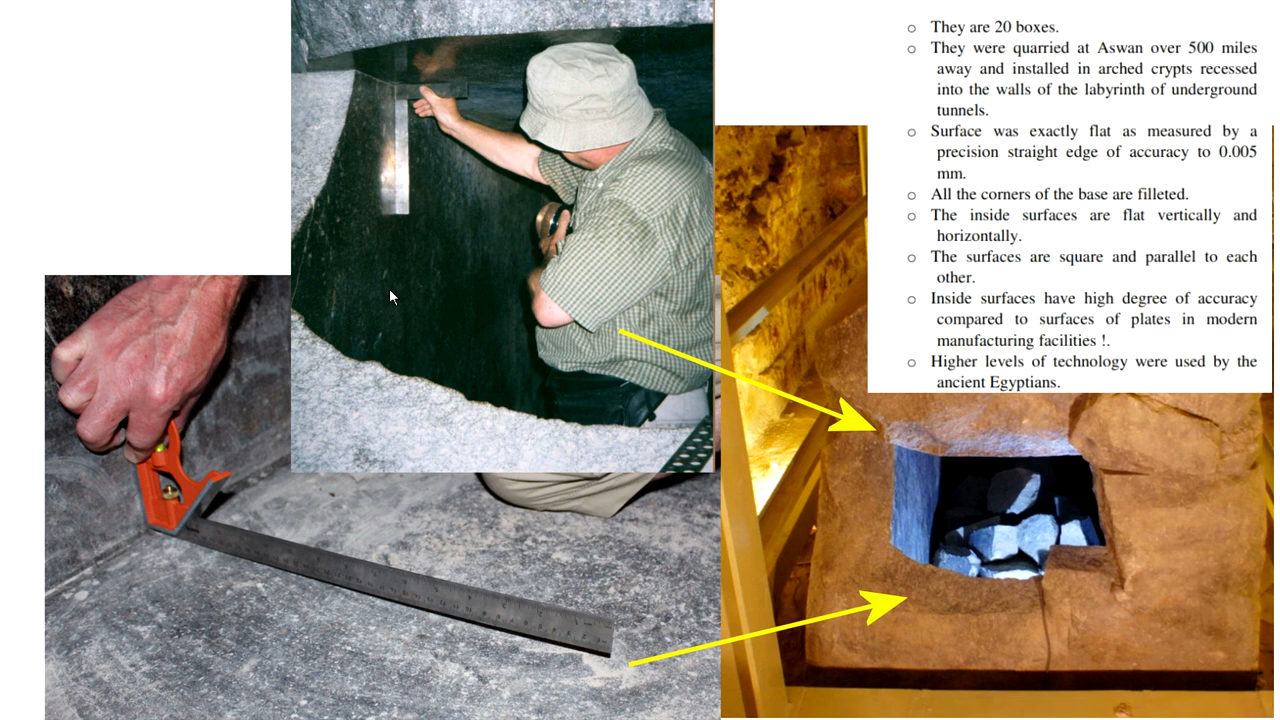 o They are 20 boxes.
o They were quarried at Aswan over 500 miles
away and installed in arched crypts recessed
into the walls of the labyrinth of underground
tunnels.
o Surface was exactly flat as measured by a
precision straight edge of accuracy to 0.005
mm.
o All the corners of the base are filleted.
o The inside surfaces are flat vertically and
horizontally.
o The surfaces are square and parallel to each
other.
o Inside surfaces have high degree of accuracy
compared to surfaces of plates in modern
manufacturing facilities !.
o Higher levels of technology were used by the
ancient Egyptians.